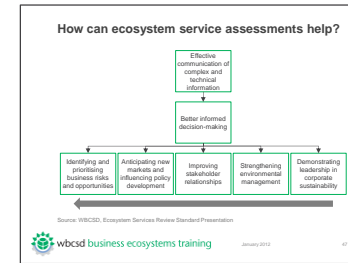 How can ecosystem service assessments help?
Effective
communication of
complex and
technical
information
Better informed
decision-making
Identifying and
prioritising
business risks
and opportunities
Anticipating new
markets and
influencing policy
development
Improving
stakeholder
relationships
Strengthening
environmental
management
Demonstrating
leadership in
corporate
sustainability
Source: WBCSD, Ecosystem Services Review Standard Presentation
wbcsd business ecosystems training
January 2012
47